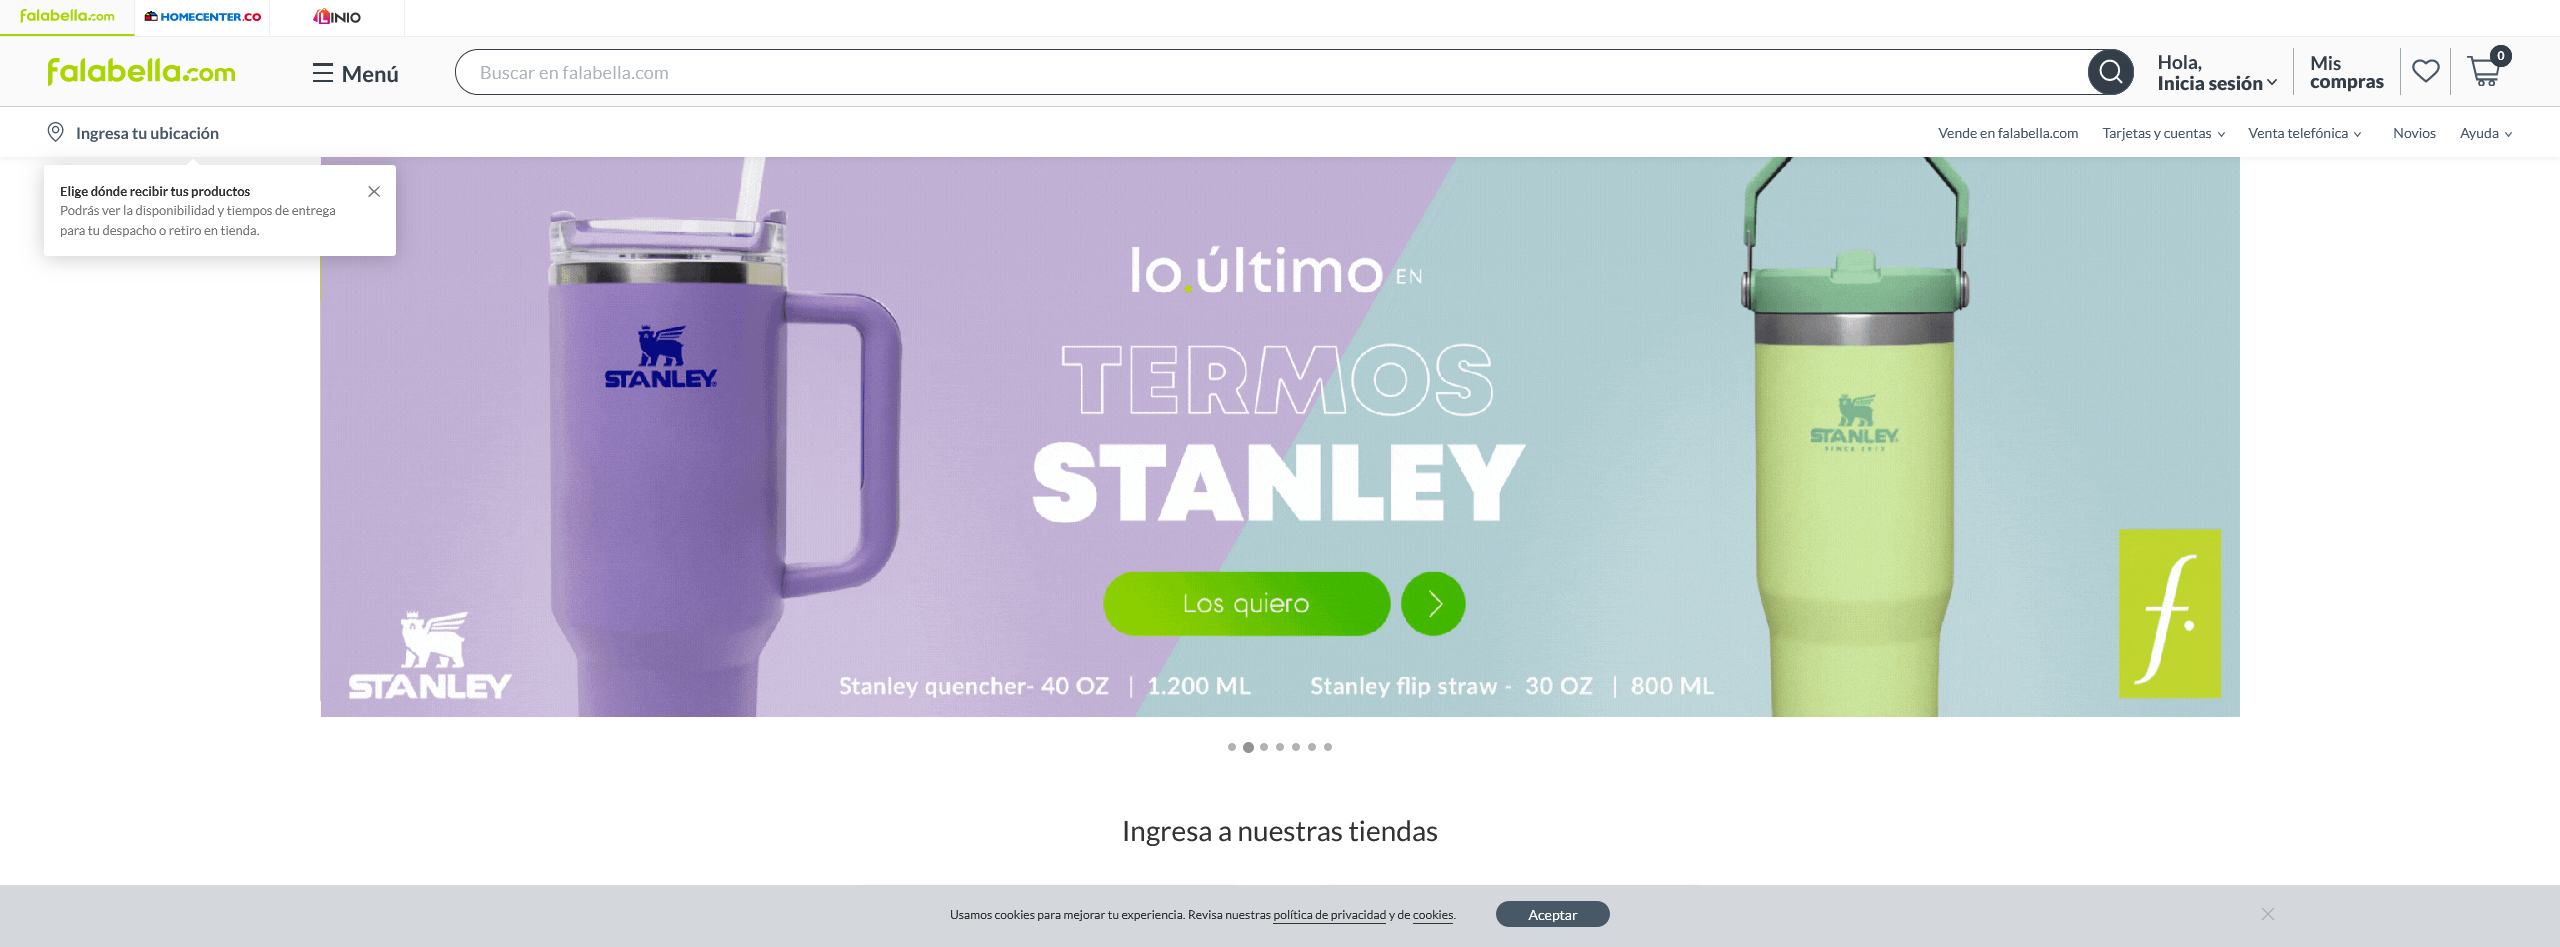 falabella.com
HOMECENTER.CO
LINIO
falabella.com
Menú
Buscar en falabella.com
Hola,
Inicia sesión
Mis
compras
0
Ingresa tu ubicación
Vende en falabella.com
Tarjetas y cuentas
Venta telefónica
Novios
Ayuda
Elige dónde recibir tus productos
Podrás ver la disponibilidad y tiempos de entrega
para tu despacho o retiro en tienda.
lo.último EN
TERMOS
STANLEY
STANLEY®
STANLEY
SINCE 1913
Los quiero
f.
STANLEY
Stanley quencher- 40 OZ | 1.200 ML
Stanley flip straw - 30 OZ | 800 ML
Ingresa a nuestras tiendas
Usamos cookies para mejorar tu experiencia. Revisa nuestras política de privacidad y de cookies.
Aceptar